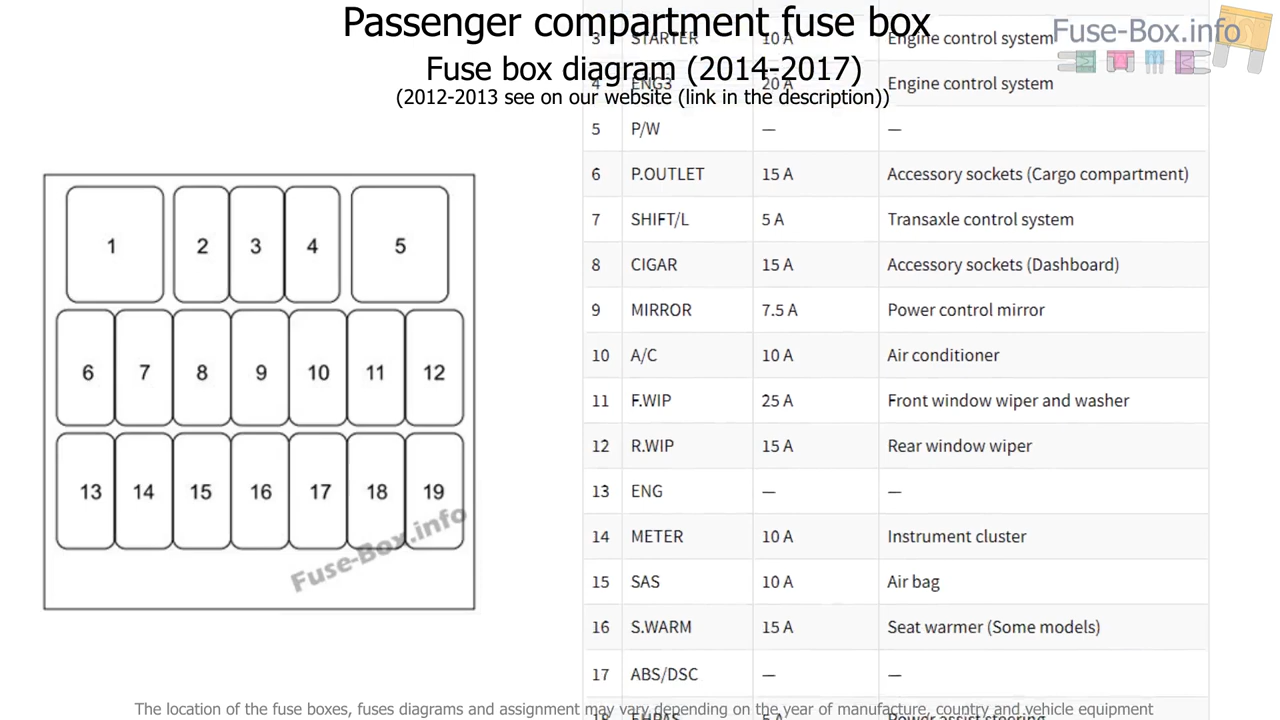 Passenger compartment fuse box
Fuse box diagram (2014-2017)
(2012-2013 see on our website (link in the description))
Fuse-Box.info
3 STARTER 10 A Engine control system
4 ENG3 20 A Engine control system
5 P/W — —
6 P.OUTLET 15 A Accessory sockets (Cargo compartment)
7 SHIFT/L 5 A Transaxle control system
8 CIGAR 15 A Accessory sockets (Dashboard)
9 MIRROR 7.5 A Power control mirror
10 A/C 10 A Air conditioner
11 F.WIP 25 A Front window wiper and washer
12 R.WIP 15 A Rear window wiper
13 ENG — —
14 METER 10 A Instrument cluster
15 SAS 10 A Air bag
16 S.WARM 15 A Seat warmer (Some models)
17 ABS/DSC — —
18 EHPAS 5 A Power assist steering
1 2 3 4 5
6 7 8 9 10 11 12
13 14 15 16 17 18 19
Fuse-Box.info
The location of the fuse boxes, fuses diagrams and assignment may vary depending on the year of manufacture, country and vehicle equipment